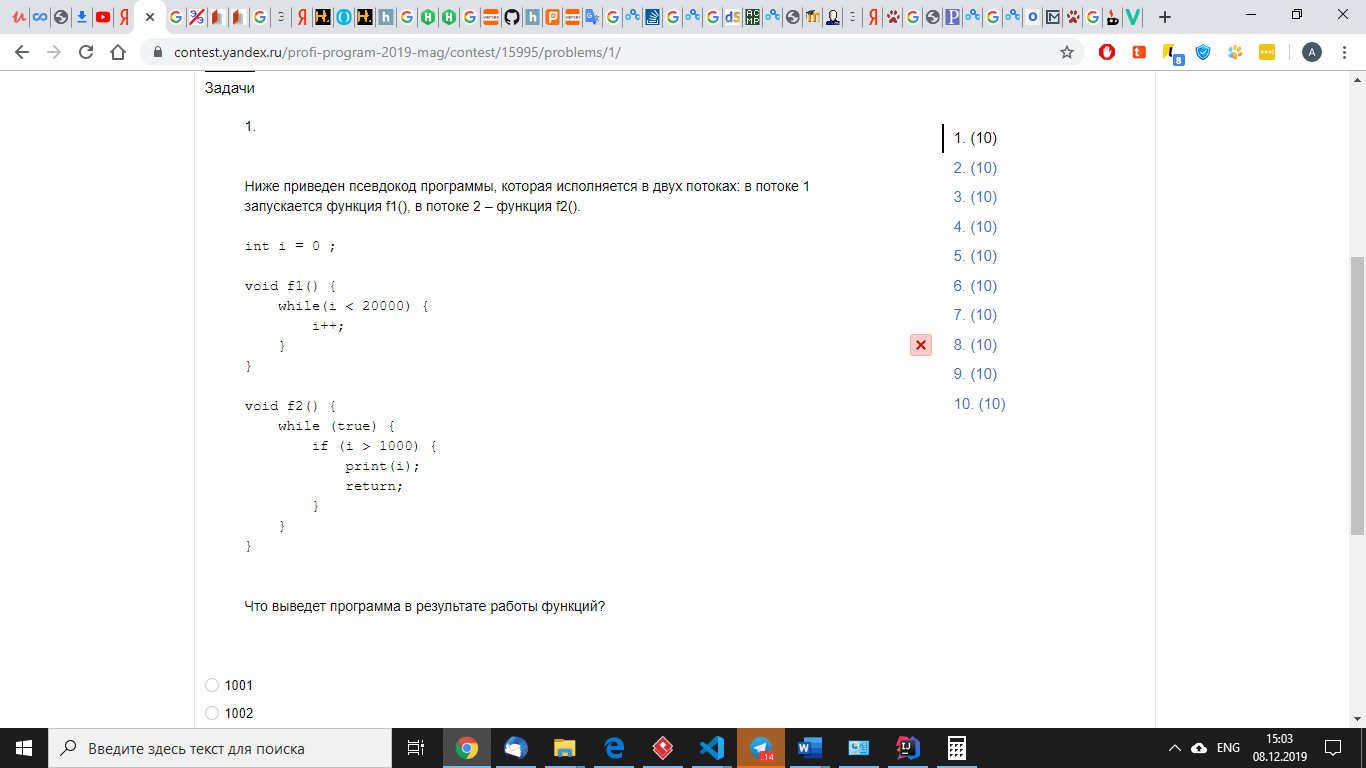 contest.yandex.ru/profi-program-2019-mag/contest/15995/problems/1/
Задачи
1.
Ниже приведен псевдокод программы, которая исполняется в двух потоках: в потоке 1
запускается функция f1(), в потоке 2 – функция f2().
int i = 0 ;
void f1() {
    while(i < 20000) {
        i++;
    }
}
void f2() {
    while (true) {
        if (i > 1000) {
            print(i);
            return;
        }
    }
}
Что выведет программа в результате работы функций?
1001
1002
1. (10)
2. (10)
3. (10)
4. (10)
5. (10)
6. (10)
7. (10)
8. (10)
9. (10)
10. (10)
Введите здесь текст для поиска
ENG
15:03
08.12.2019